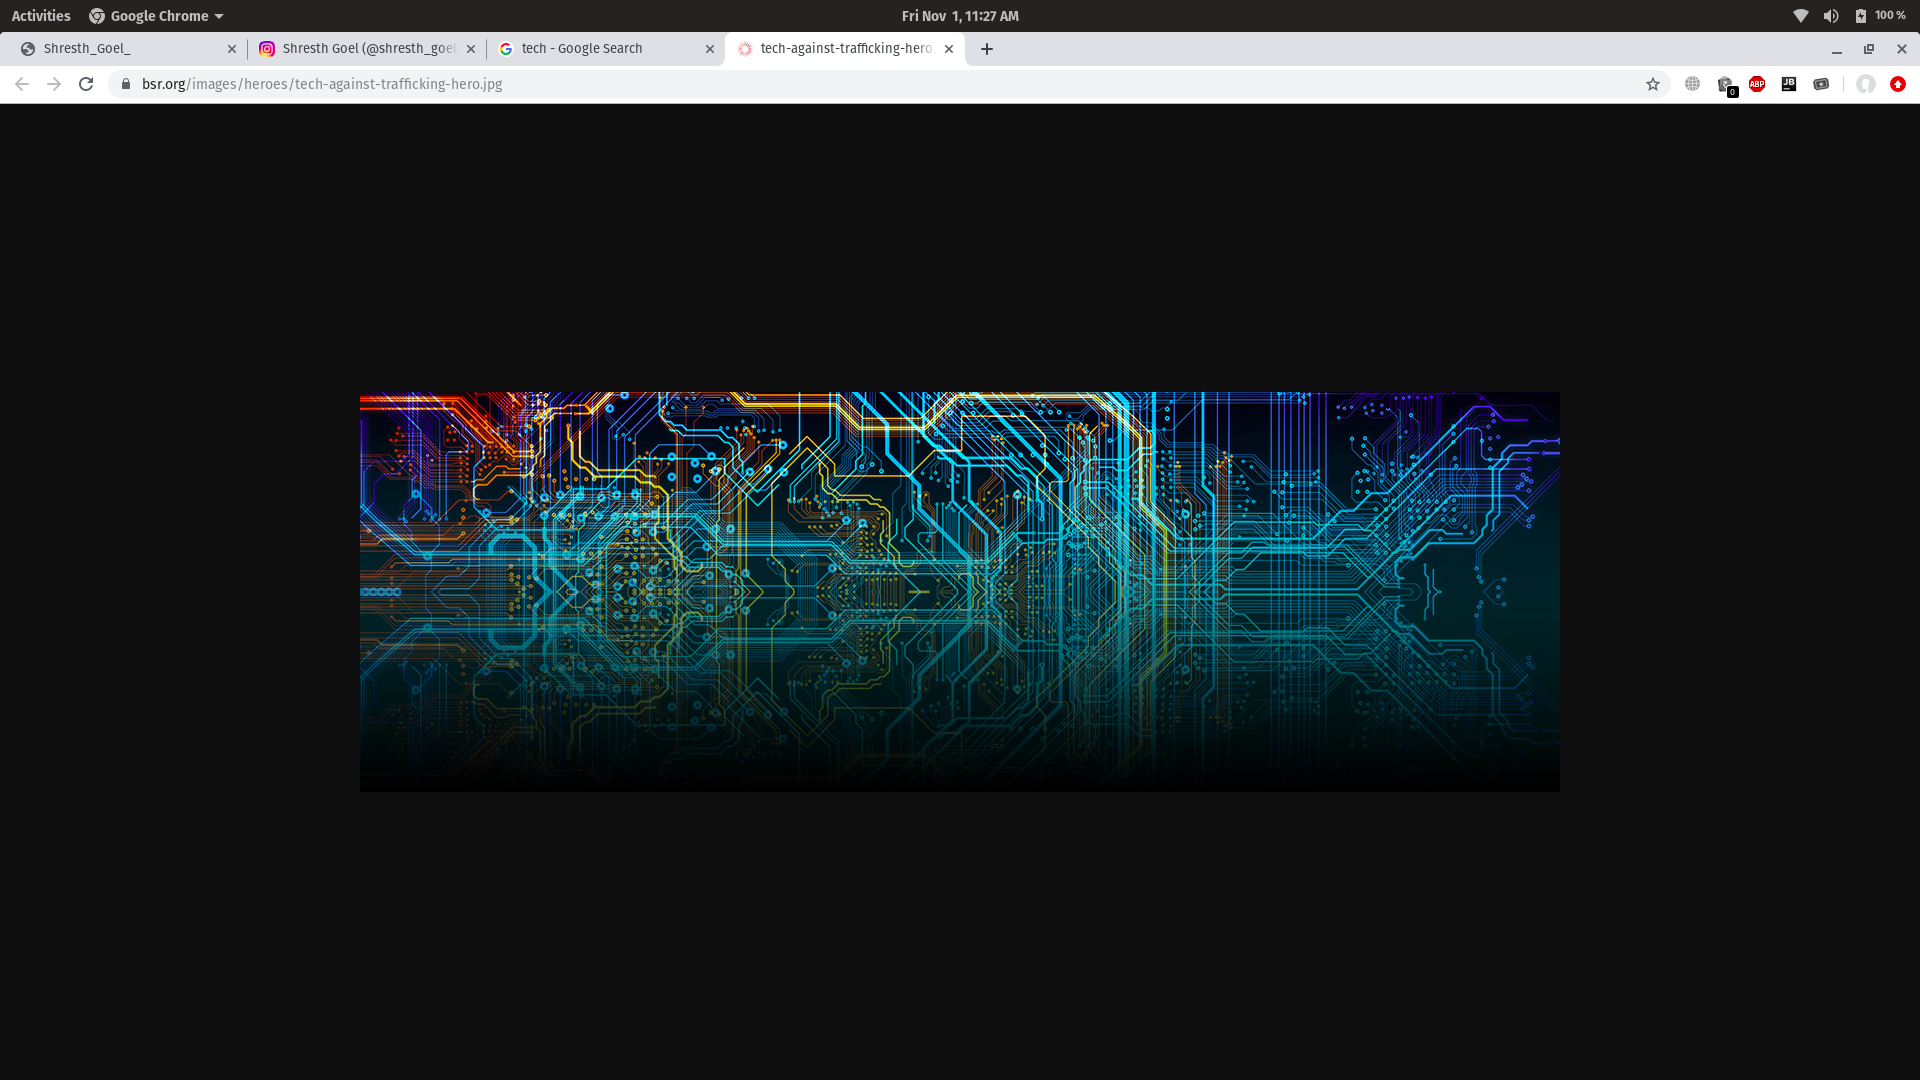 Activities Google Chrome Fri Nov 1, 11:27 AM 100 %
Shresth_Goel_ Shresth Goel (@shresth_goel tech - Google Search tech-against-trafficking-hero
bsr.org/images/heroes/tech-against-trafficking-hero.jpg 0 ABP JB